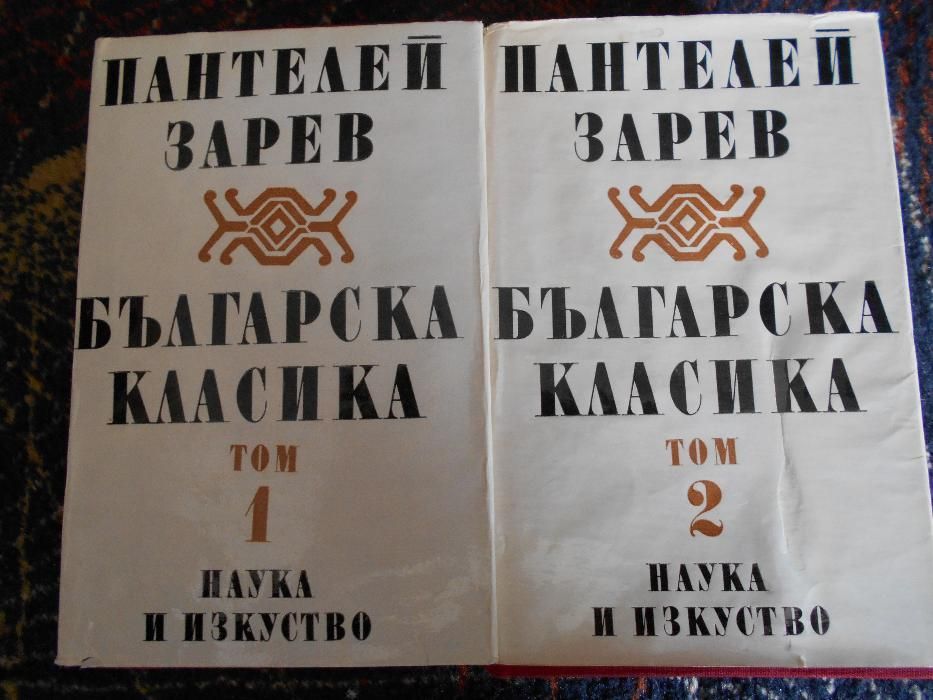 ПАНТЕЛЕЙ
ЗАРЕВ
БЪЛГАРСКА
КЛАСИКА
ТОМ
1
НАУКА
И ИЗКУСТВО
ПАНТЕЛЕЙ
ЗАРЕВ
БЪЛГАРСКА
КЛАСИКА
ТОМ
2
НАУКА
И ИЗКУСТВО